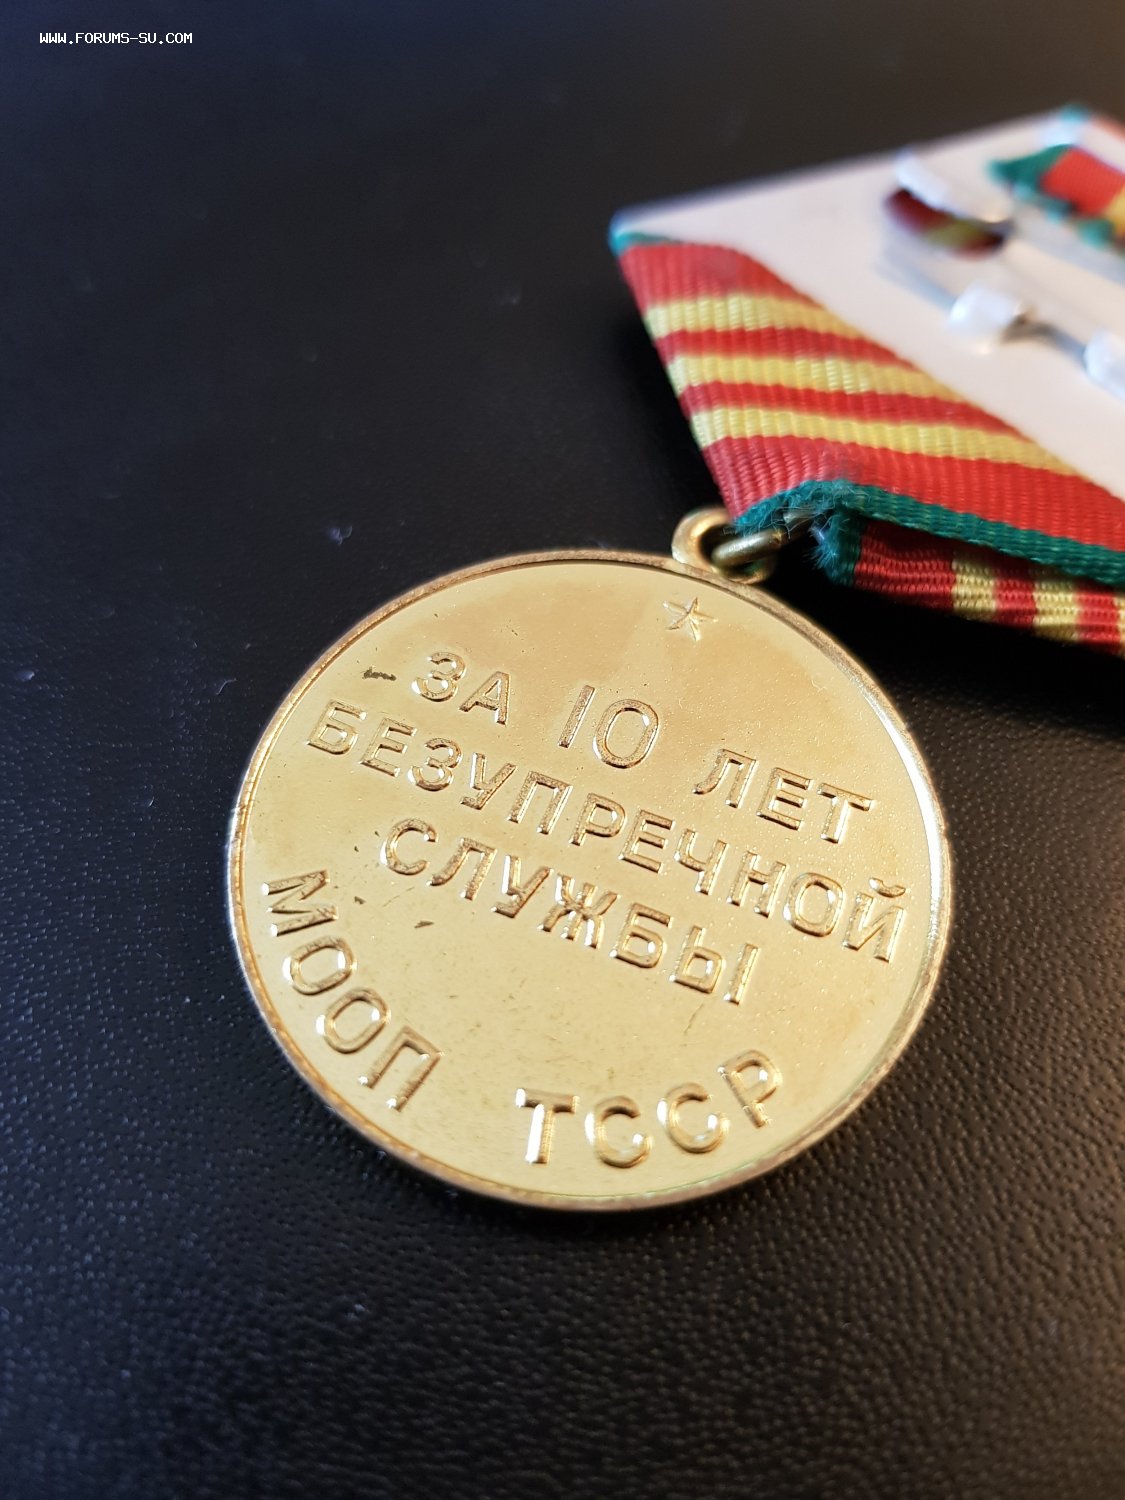 WWW.FORUMS-SU.COM
ЗА 10 ЛЕТ
БЕЗУПРЕЧНОЙ
СЛУЖБЫ
МООП ТССР